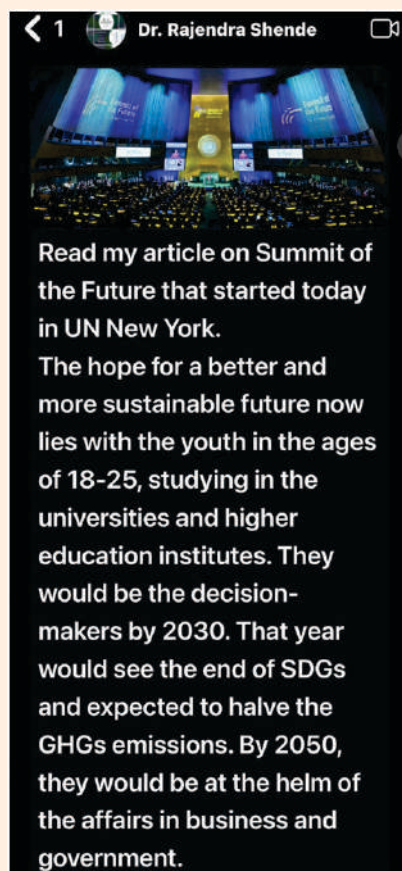 1 Dr. Rajendra Shende
Read my article on Summit of
the Future that started today
in UN New York.
The hope for a better and
more sustainable future now
lies with the youth in the ages
of 18-25, studying in the
universities and higher
education institutes. They
would be the decision-
makers by 2030. That year
would see the end of SDGs
and expected to halve the
GHGs emissions. By 2050,
they would be at the helm of
the affairs in business and
government.